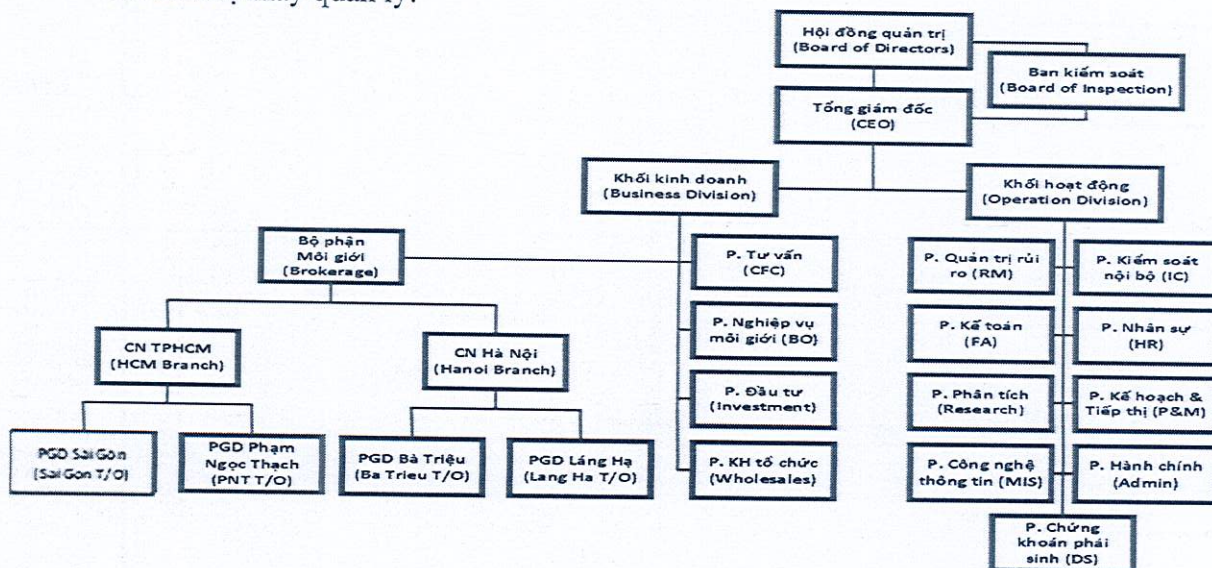 quản lý.
Hội đồng quản trị
(Board of Directors)
Ban kiểm soát
(Board of Inspection)
Tổng giám đốc
(CEO)
Khối kinh doanh
(Business Division)
Khối hoạt động
(Operation Division)
Bộ phận
Môi giới
(Brokerage)
P. Tư vấn
(CFC)
P. Quản trị rủi
ro (RM)
P. Kiểm soát
nội bộ (IC)
CN TPHCM
(HCM Branch)
CN Hà Nội
(Hanoi Branch)
P. Nghiệp vụ
môi giới (BO)
P. Kế toán
(FA)
P. Nhân sự
(HR)
P. Đầu tư
(Investment)
P. Phân tích
(Research)
P. Kế hoạch &
Tiếp thị (P&M)
PGD Sài Gòn
(Sai Gon T/O)
PGD Phạm
Ngọc Thạch
(PNT T/O)
PGD Bà Triệu
(Ba Trieu T/O)
PGD Láng Hạ
(Lang Ha T/O)
P. KH tổ chức
(Wholesales)
P. Công nghệ
thông tin (MIS)
P. Hành chính
(Admin)
P. Chứng
khoán phái
sinh (DS)